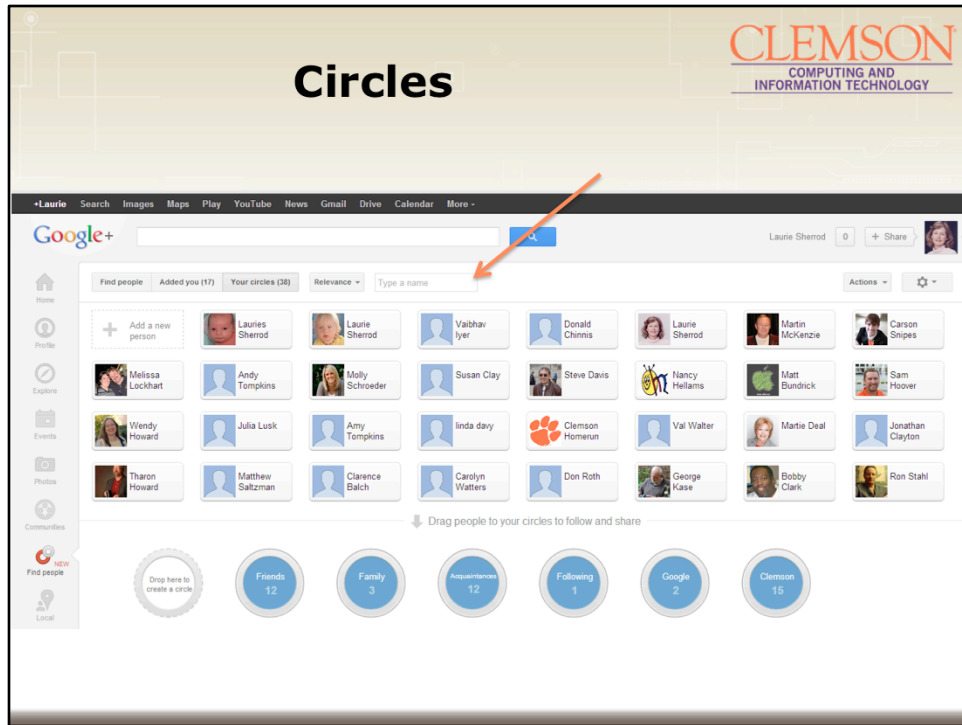 Circles
CLEMSON
COMPUTING AND
INFORMATION TECHNOLOGY
+Laurie Search Images Maps Play YouTube News Gmail Drive Calendar More -
Google+
Laurie Sherrod 0 + Share
Home
Profile
Explore
Events
Photos
Communities
NEW
Find people
Local
Find people Added you (17) Your circles (38) Relevance Type a name Actions
Add a new
person
Lauries
Sherrod
Laurie
Sherrod
Vaibhav
Iyer
Donald
Chinnis
Laurie
Sherrod
Martin
McKenzie
Carson
Snipes
Melissa
Lockhart
Andy
Tompkins
Molly
Schroeder
Susan Clay
Steve Davis
Nancy
Hellams
Matt
Bundrick
Sam
Hoover
Wendy
Howard
Julia Lusk
Amy
Tompkins
linda davy
Clemson
Homerun
Val Walter
Martie Deal
Jonathan
Clayton
Tharon
Howard
Matthew
Saltzman
Clarence
Balch
Carolyn
Watters
Don Roth
George
Kase
Bobby
Clark
Ron Stahl
Drag people to your circles to follow and share
Drop here to
create a circle
Friends
12
Family
3
Acquaintances
12
Following
1
Google
2
Clemson
15